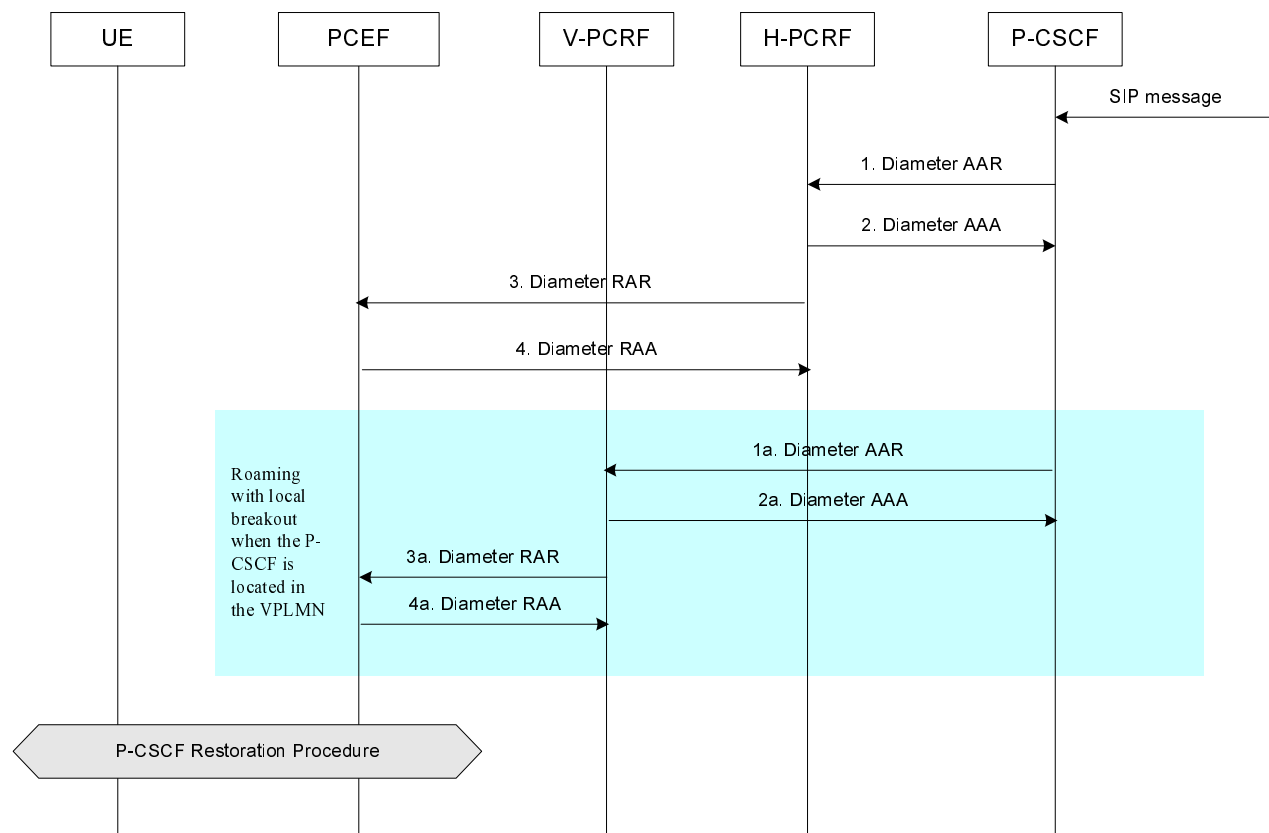 UE
PCEF
V-PCRF
H-PCRF
P-CSCF
SIP message
1. Diameter AAR
2. Diameter AAA
3. Diameter RAR
4. Diameter RAA
1a. Diameter AAR
2a. Diameter AAA
3a. Diameter RAR
4a. Diameter RAA
Roaming
with local
breakout
when the P-
CSCF is
located in
the VPLMN
P-CSCF Restoration Procedure